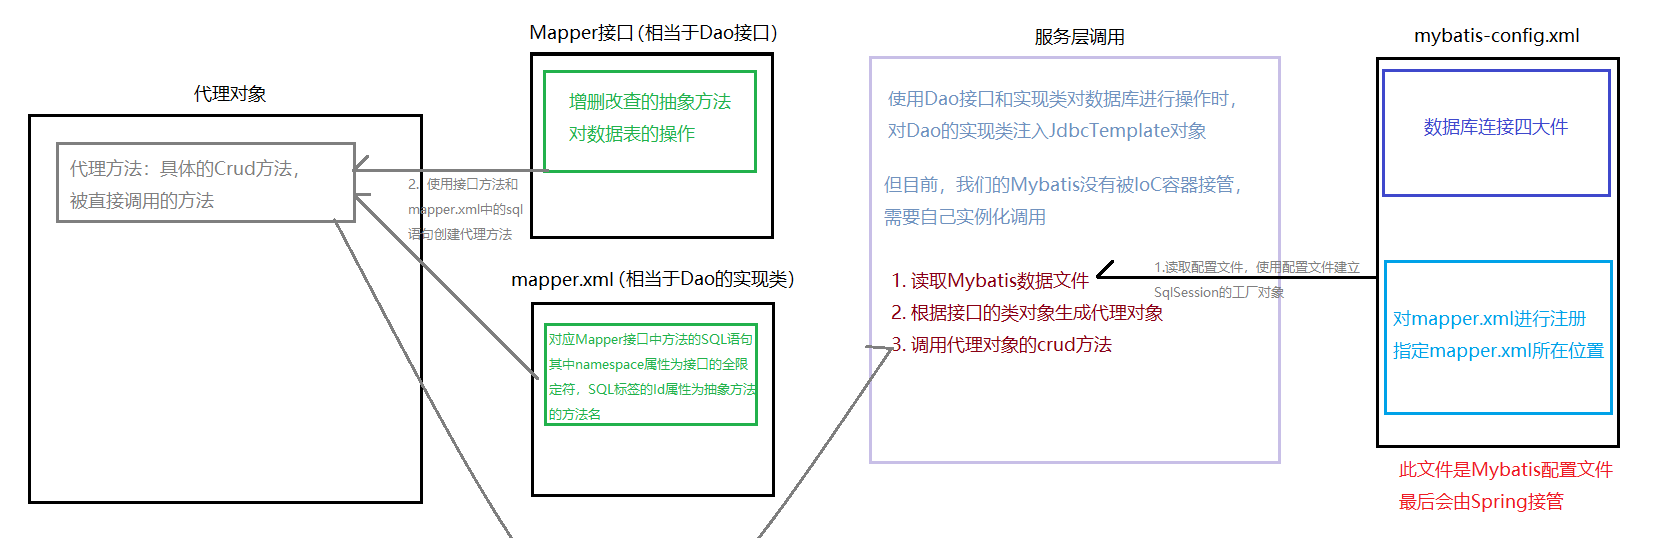 代理对象
代理方法：具体的Crud方法，
被直接调用的方法
2. 使用接口方法和
mapper.xml中的sql
语句创建代理方法
Mapper接口（相当于Dao接口）
增删改查的抽象方法
对数据表的操作
mapper.xml（相当于Dao的实现类）
对应Mapper接口中方法的SQL语句
其中namespace属性为接口的全限
定符，SQL标签的Id属性为抽象方法
的方法名
服务层调用
使用Dao接口和实现类对数据库进行操作时，
对Dao的实现类注入JdbcTemplate对象
但目前，我们的Mybatis没有被IoC容器接管，
需要自己实例化调用
1. 读取Mybatis数据文件
2. 根据接口的类对象生成代理对象
3. 调用代理对象的crud方法
1.读取配置文件，使用配置文件建立
SqlSession的工厂对象
mybatis-config.xml
数据库连接四大件
对mapper.xml进行注册
指定mapper.xml所在位置
此文件是Mybatis配置文件
最后会由Spring接管